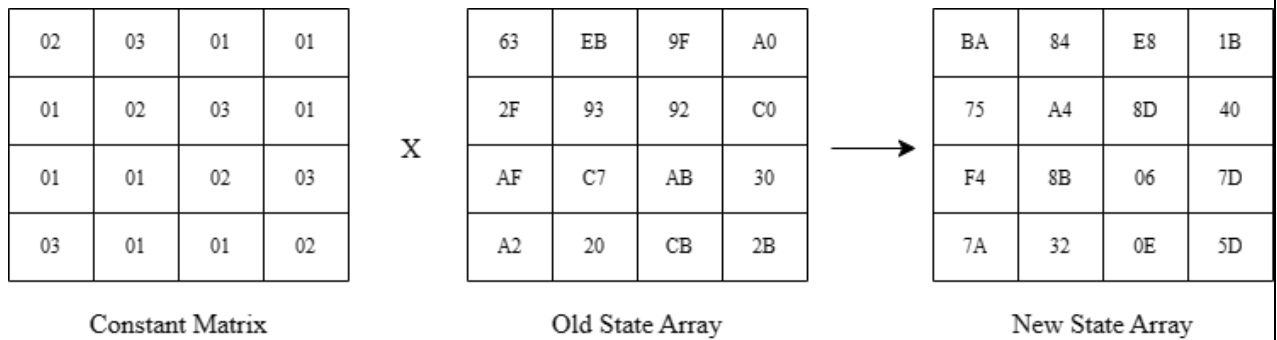 02 03 01 01 63 EB 9F A0 BA 84 E8 1B
01 02 03 01 2F 93 92 C0 75 A4 8D 40
X
01 01 02 03 AF C7 AB 30 F4 8B 06 7D
03 01 01 02 A2 20 CB 2B 7A 32 0E 5D
Constant Matrix Old State Array New State Array